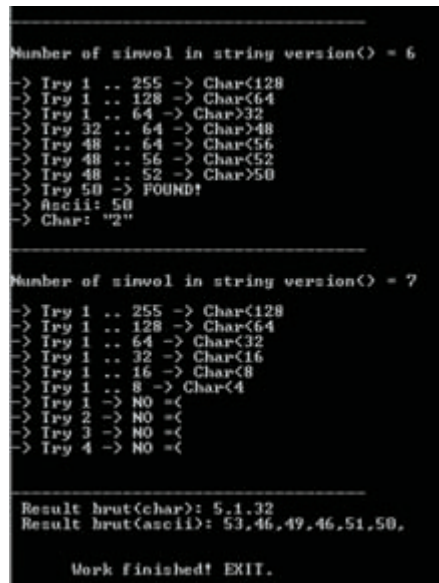 Number of simvol in string version() = 6
-> Try 1 .. 255 -> Char<128
-> Try 1 .. 128 -> Char<64
-> Try 1 .. 64 -> Char>32
-> Try 32 .. 64 -> Char>48
-> Try 48 .. 64 -> Char<56
-> Try 48 .. 56 -> Char<52
-> Try 48 .. 52 -> Char>50
-> Try 50 -> FOUND!
-> Ascii: 50
-> Char: "2"
Number of simvol in string version() = 7
-> Try 1 .. 255 -> Char<128
-> Try 1 .. 128 -> Char<64
-> Try 1 .. 64 -> Char<32
-> Try 1 .. 32 -> Char<16
-> Try 1 .. 16 -> Char<8
-> Try 1 .. 8 -> Char<4
-> Try 1 -> NO =(
-> Try 2 -> NO =(
-> Try 3 -> NO =(
-> Try 4 -> NO =(
Result brut(char): 5.1.32
Result brut(ascii): 53,46,49,46,51,50,
Work finished! EXIT.